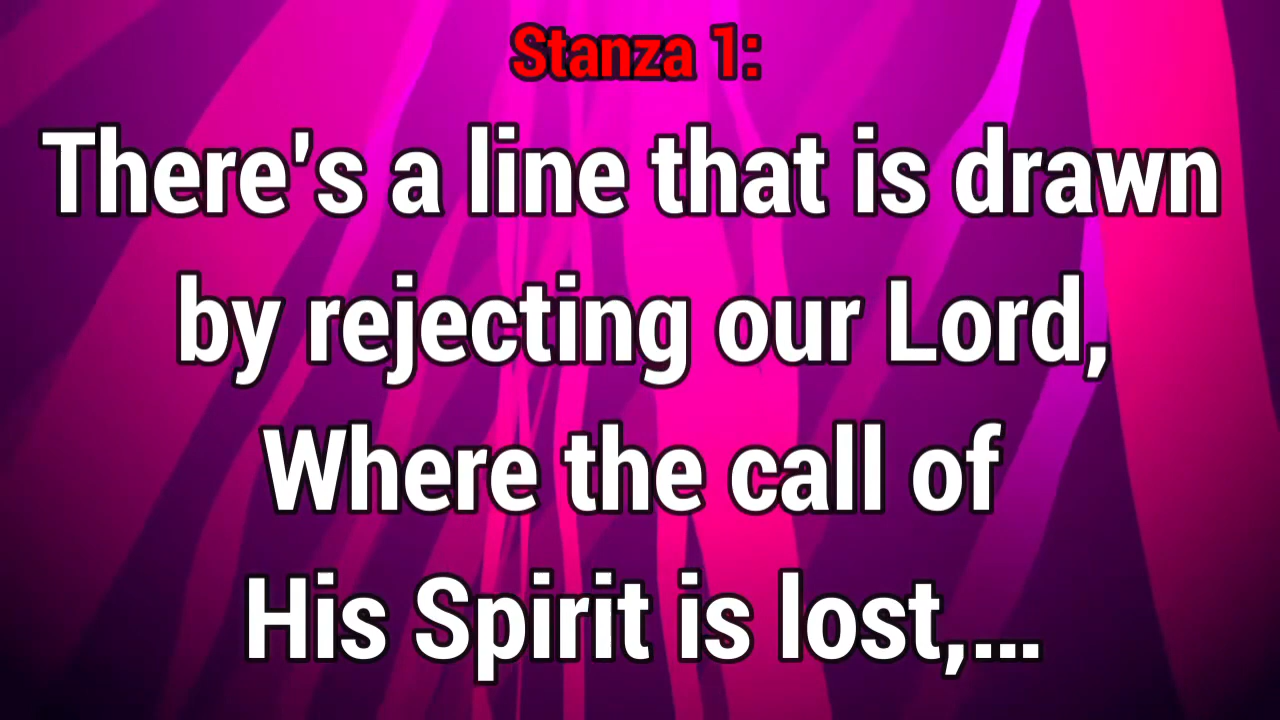 Stanza 1:
There's a line that is drawn
by rejecting our Lord,
Where the call of
His Spirit is lost,...